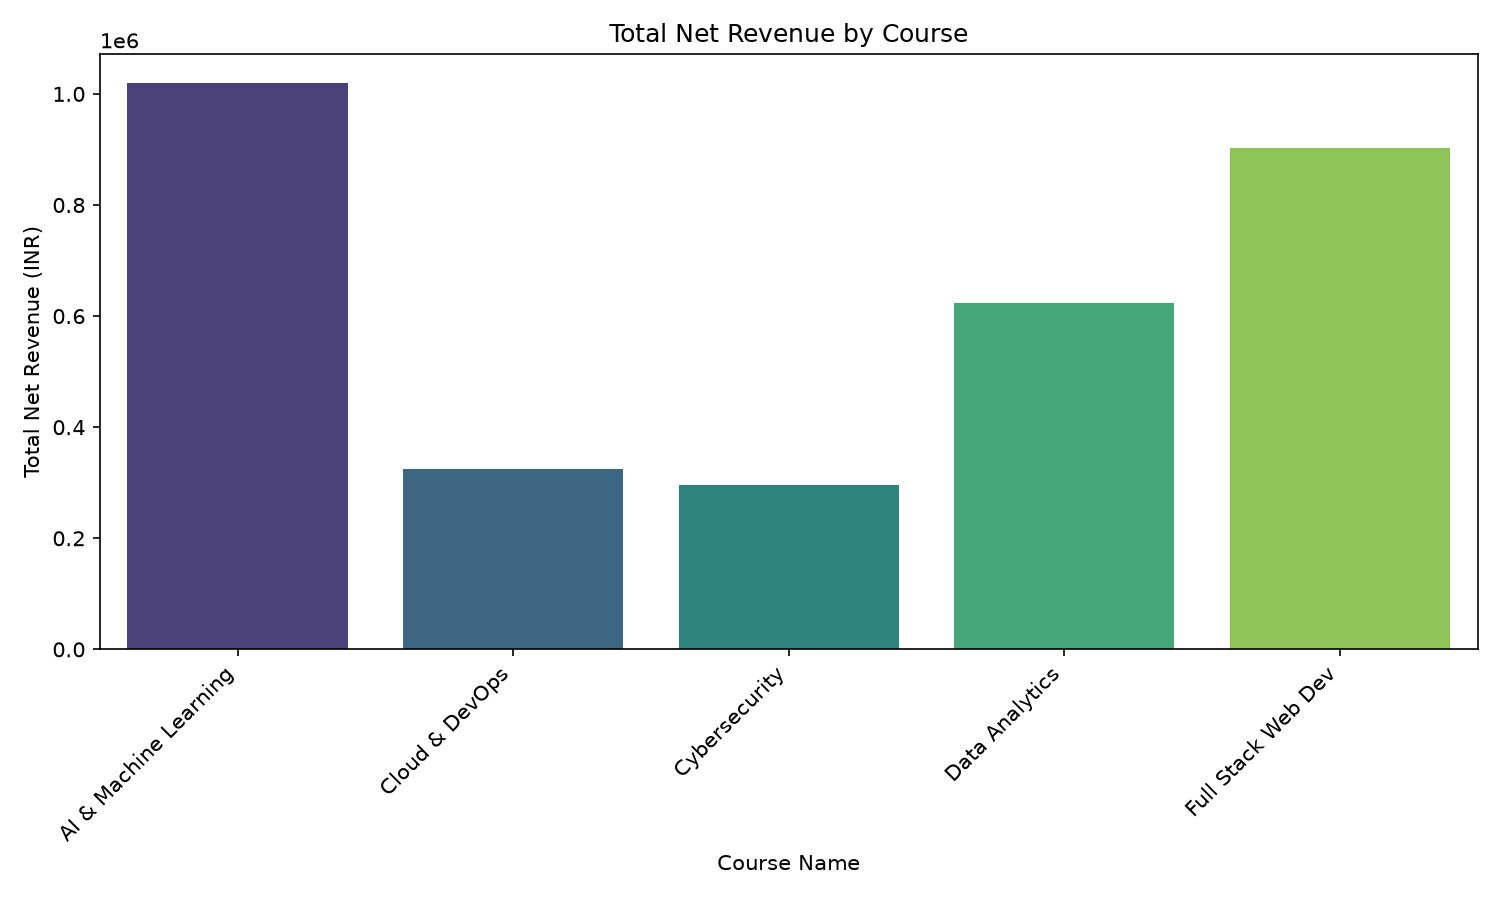 Total Net Revenue by Course
1e6
Total Net Revenue (INR)
1.0
0.8
0.6
0.4
0.2
0.0
AI & Machine Learning
Cloud & DevOps
Cybersecurity
Data Analytics
Full Stack Web Dev
Course Name